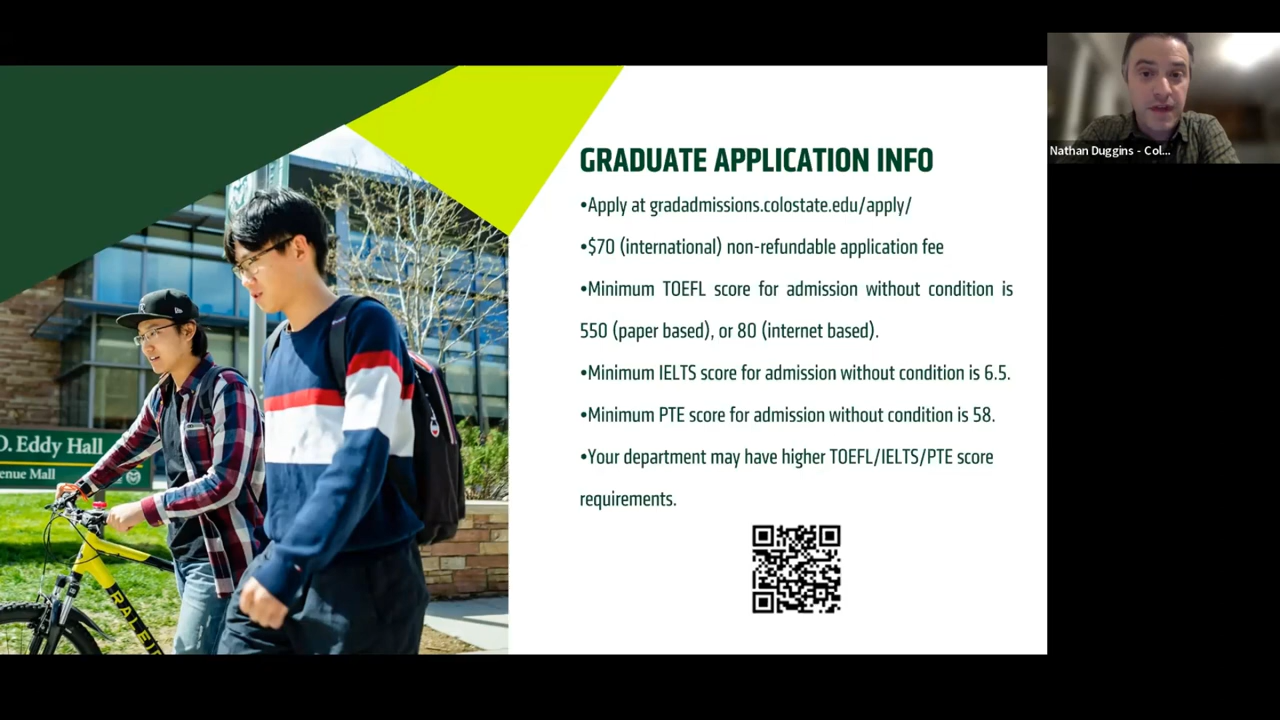 GRADUATE APPLICATION INFO
•Apply at gradadmissions.colostate.edu/apply/
•$70 (international) non-refundable application fee
•Minimum TOEFL score for admission without condition is
550 (paper based), or 80 (internet based).
•Minimum IELTS score for admission without condition is 6.5.
•Minimum PTE score for admission without condition is 58.
•Your department may have higher TOEFL/IELTS/PTE score
requirements.
Nathan Duggins - Col...
O. Eddy Hall
enue Mall
RALEI